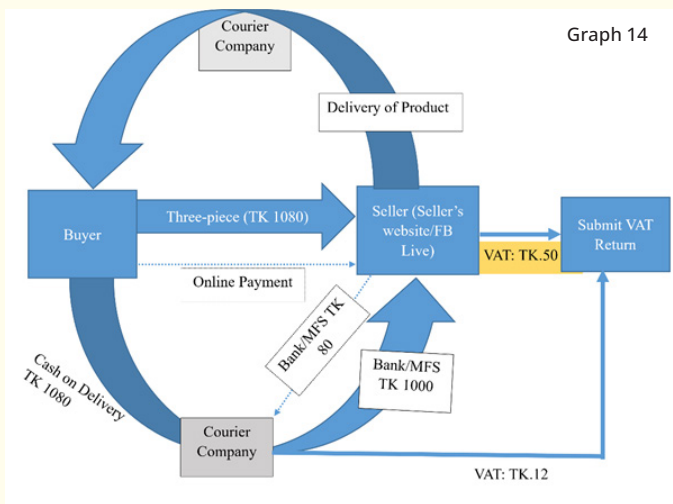 Graph 14
Courier
Company
Delivery of Product
Three-piece (TK 1080)
Buyer
Seller (Seller's
website/FB
Live)
Submit VAT
Return
VAT: TK.50
Online Payment
Bank/MFS TK
80
Bank/MFS
TK 1000
Cash on Delivery
TK 1080
Courier
Company
VAT: TK.12